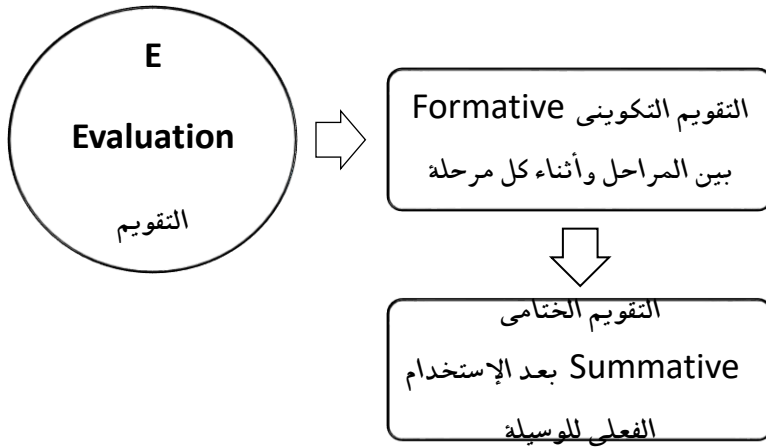 E
Evaluation
التقويم
التقويم التكوينى Formative
بين المراحل وأثناء كل مرحلة
التقويم الختامى
Summative بعد الإستخدام
الفعلى للوسيلة